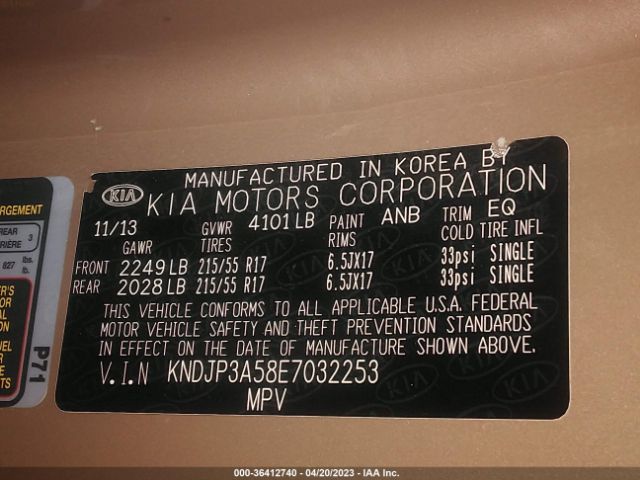 MANUFACTURED IN KOREA BY
KIA KIA MOTORS CORPORATION
11/13 GVWR 4101 LB PAINT ANB TRIM EQ
GAWR TIRES RIMS COLD TIRE INFL
FRONT 2249 LB 215/55 R17 6.5JX17 33psi SINGLE
REAR 2028 LB 215/55 R17 6.5JX17 33psi SINGLE
THIS VEHICLE CONFORMS TO ALL APPLICABLE U.S.A. FEDERAL
MOTOR VEHICLE SAFETY AND THEFT PREVENTION STANDARDS
IN EFFECT ON THE DATE OF MANUFACTURE SHOWN ABOVE.
V.I.N KNDJP3A58E7032253
MPV
REAR
3
lbs.
P71
000-36412740 - 04/20/2023 - IAA Inc.